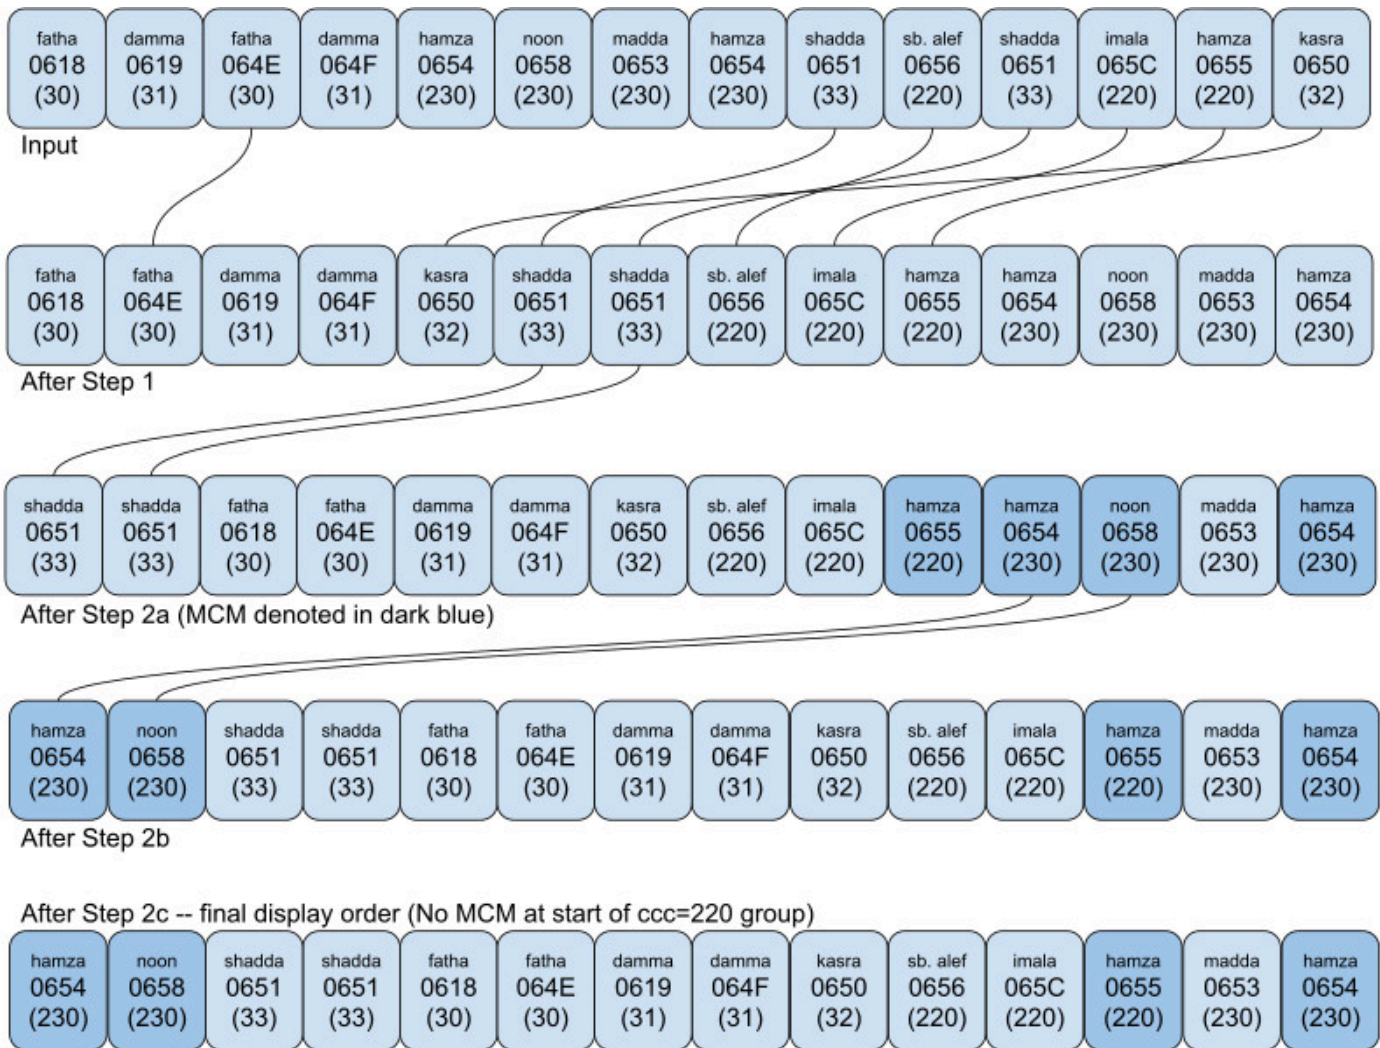 fatha damma fatha damma hamza noon madda hamza shadda sb. alef shadda imala hamza kasra
0618 0619 064E 064F 0654 0658 0653 0654 0651 0656 0651 065C 0655 0650
(30) (31) (30) (31) (230) (230) (230) (230) (33) (220) (33) (220) (220) (32)
Input
fatha fatha damma damma kasra shadda shadda sb. alef imala hamza hamza noon madda hamza
0618 064E 0619 064F 0650 0651 0651 0656 065C 0655 0654 0658 0653 0654
(30) (30) (31) (31) (32) (33) (33) (220) (220) (220) (230) (230) (230) (230)
After Step 1
shadda shadda fatha fatha damma damma kasra sb. alef imala hamza hamza noon madda hamza
0651 0651 0618 064E 0619 064F 0650 0656 065C 0655 0654 0658 0653 0654
(33) (33) (30) (30) (31) (31) (32) (220) (220) (220) (230) (230) (230) (230)
After Step 2a (MCM denoted in dark blue)
hamza noon shadda shadda fatha fatha damma damma kasra sb. alef imala hamza madda hamza
0654 0658 0651 0651 0618 064E 0619 064F 0650 0656 065C 0655 0653 0654
(230) (230) (33) (33) (30) (30) (31) (31) (32) (220) (220) (220) (230) (230)
After Step 2b
After Step 2c -- final display order (No MCM at start of ccc=220 group)
hamza noon shadda shadda fatha fatha damma damma kasra sb. alef imala hamza madda hamza
0654 0658 0651 0651 0618 064E 0619 064F 0650 0656 065C 0655 0653 0654
(230) (230) (33) (33) (30) (30) (31) (31) (32) (220) (220) (220) (230) (230)